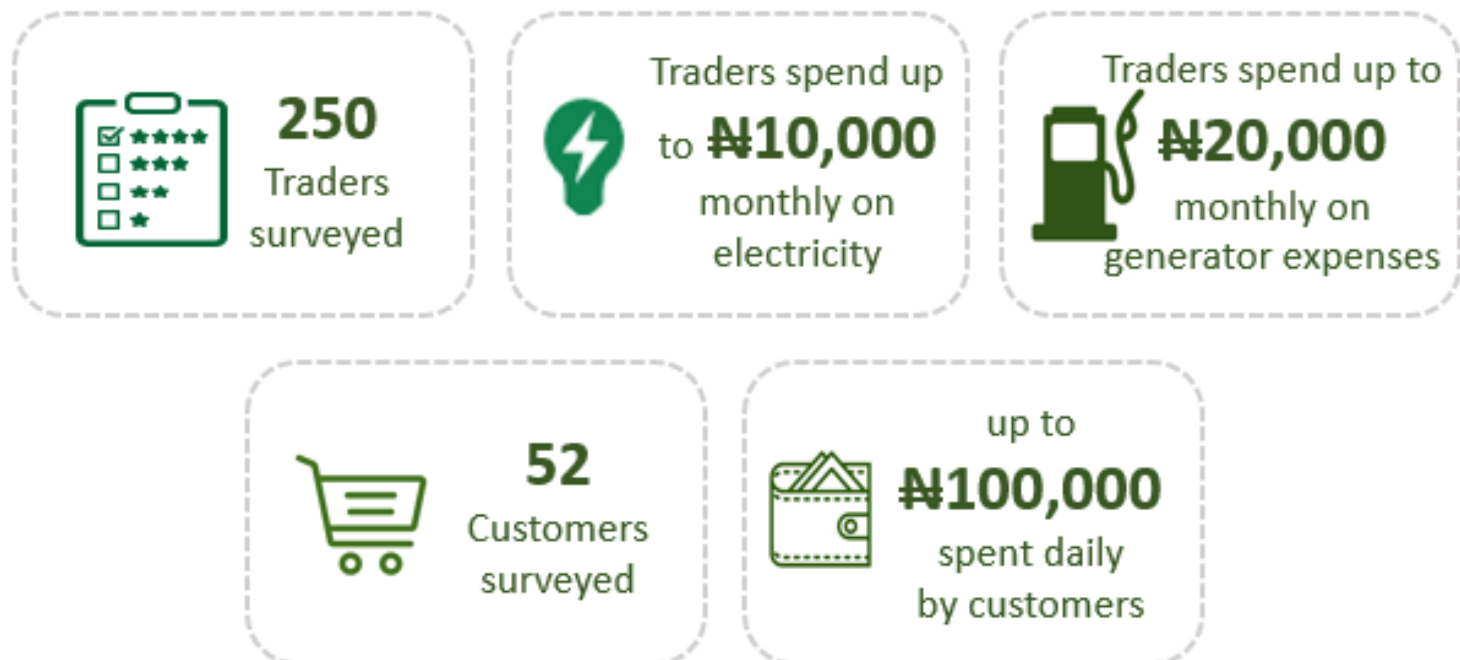 250
Traders
surveyed
Traders spend up
to ₦10,000
monthly on
electricity
Traders spend up to
₦20,000
monthly on
generator expenses
52
Customers
surveyed
up to
₦100,000
spent daily
by customers